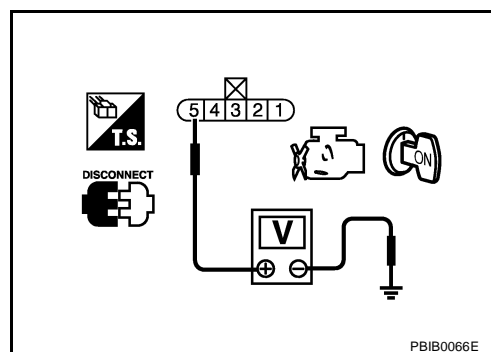 5 4 3 2 1
T.S.
DISCONNECT
ON
V
+ −
PBIB0066E